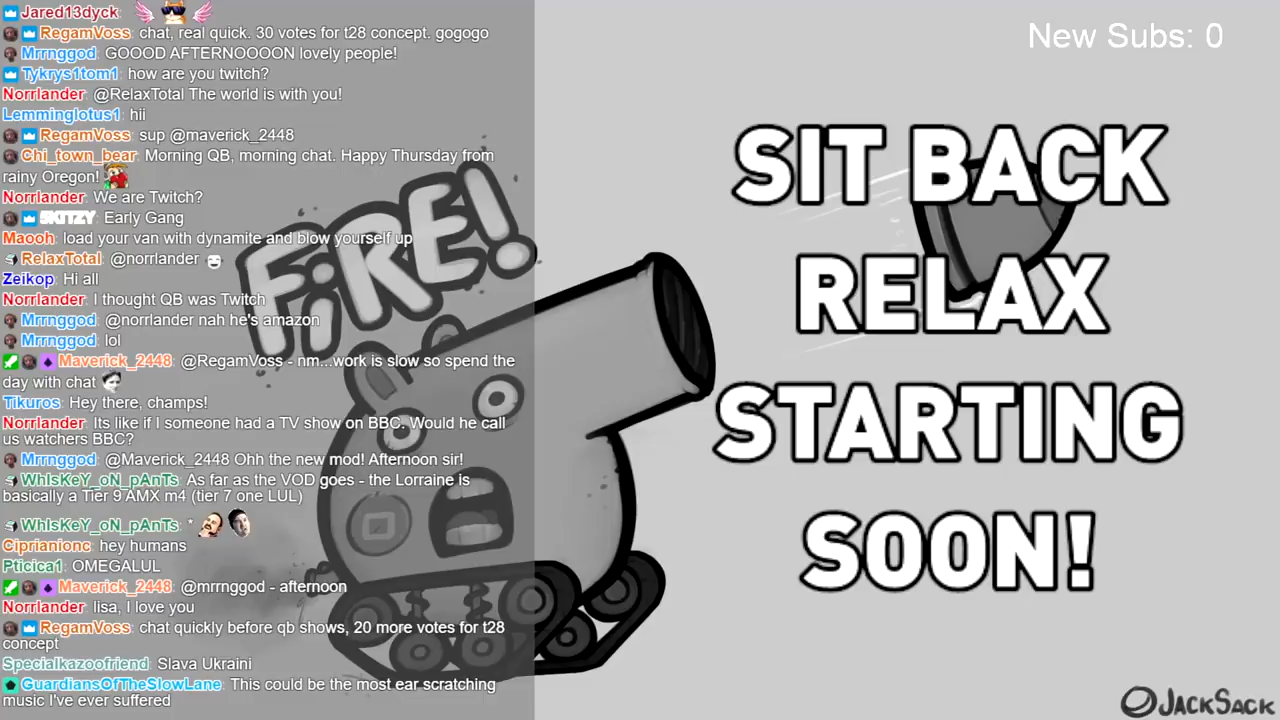 Jared13dyck:
RegamVoss: chat, real quick. 30 votes for t28 concept. gogogo
Mrrnggod: GOOOD AFTERNOOOON lovely people!
Tykrys1tom1: how are you twitch?
Norrlander: @RelaxTotal The world is with you!
Lemminglotus1: hii
RegamVoss: sup @maverick_2448
Chi_town_bear: Morning QB, morning chat. Happy Thursday from
rainy Oregon!
Norrlander: We are Twitch?
5KITZY: Early Gang
Maooh: load your van with dynamite and blow yourself up
RelaxTotal: @norrlander
Zeikop: Hi all
Norrlander: I thought QB was Twitch
Mrrnggod: @norrlander nah he's amazon
Mrrnggod: lol
Maverick_2448: @RegamVoss - nm...work is slow so spend the
day with chat
Tikuros: Hey there, champs!
Norrlander: Its like if I someone had a TV show on BBC. Would he call
us watchers BBC?
Mrrnggod: @Maverick_2448 Ohh the new mod! Afternoon sir!
WhIsKeY_oN_pAnTs: As far as the VOD goes - the Lorraine is
basically a Tier 9 AMX m4 (tier 7 one LUL)
WhIsKeY_oN_pAnTs: *
Ciprianionc: hey humans
Pticica1: OMEGALUL
Maverick_2448: @mrrnggod - afternoon
Norrlander: lisa, I love you
RegamVoss: chat quickly before qb shows, 20 more votes for t28
concept
Specialkazoofriend: Slava Ukraini
GuardiansOfTheSlowLane: This could be the most ear scratching
music I've ever suffered
FiRE!
New Subs: 0
SIT BACK
RELAX
STARTING
SOON!
JACKSACK